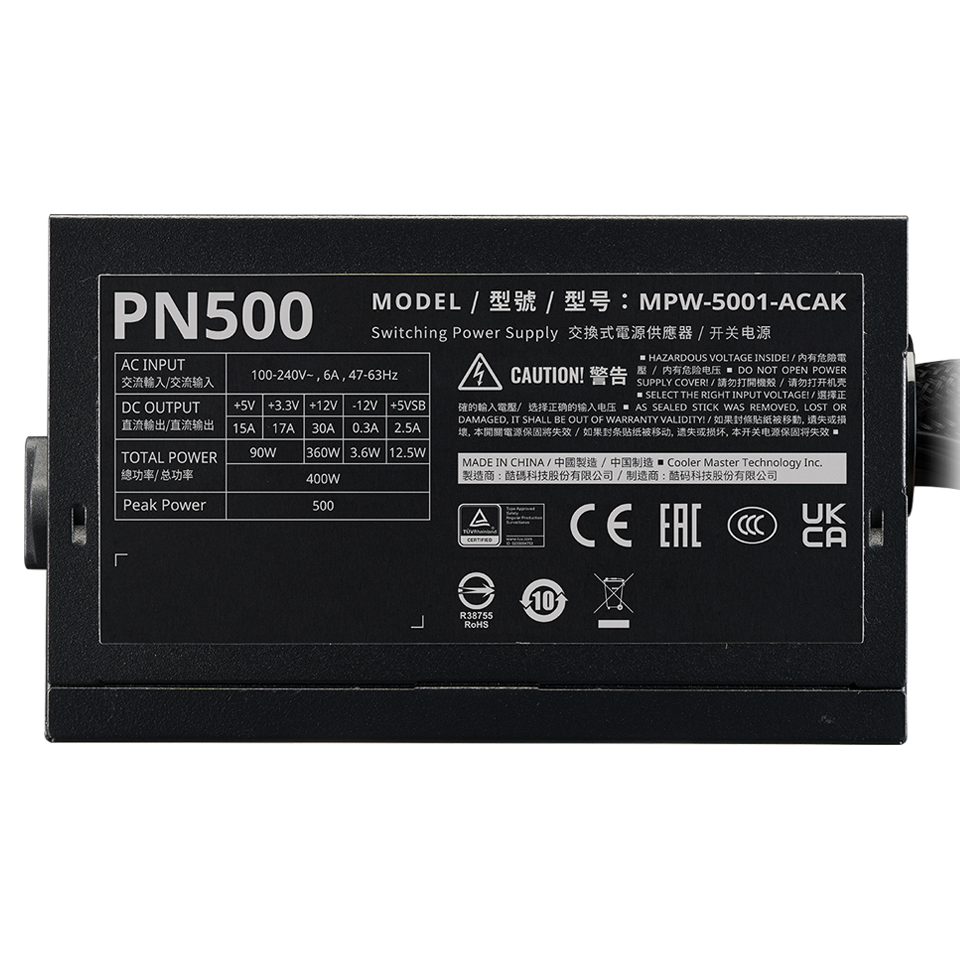 PN500
MODEL / 型號 / 型号：MPW-5001-ACAK
Switching Power Supply 交換式電源供應器 / 开关电源
AC INPUT
交流輸入/交流输入
100-240V~ , 6A , 47-63Hz
DC OUTPUT
直流輸出/直流输出
+5V +3.3V +12V -12V +5VSB
15A 17A 30A 0.3A 2.5A
TOTAL POWER
總功率/总功率
90W 360W 3.6W 12.5W
400W
Peak Power 500
CAUTION! 警告
■ HAZARDOUS VOLTAGE INSIDE! / 內有危險電
壓 / 内有危险电压 ■ DO NOT OPEN POWER
SUPPLY COVER! / 請勿打開機殼 / 请勿打开机壳
■ SELECT THE RIGHT INPUT VOLTAGE! / 選擇正
確的輸入電壓/ 选择正确的输入电压 ■ AS SEALED STICK WAS REMOVED, LOST OR
DAMAGED, IT SHALL BE OUT OF WARRANTY VALIDITY! / 如果封條貼紙被移動, 遺失或損
壞, 本開關電源保固將失效 / 如果封条贴纸被移动, 遗失或损坏, 本开关电源保固将失效 ■
MADE IN CHINA / 中國製造 / 中国制造 ■ Cooler Master Technology Inc.
製造商：酷碼科技股份有限公司 / 制造商：酷码科技股份有限公司
TÜVRheinland
CERTIFIED
Type Approved
Safety
Regular Production
Surveillance
www.tuv.com
CE EAC CCC UK
CA
R38755
RoHS
10